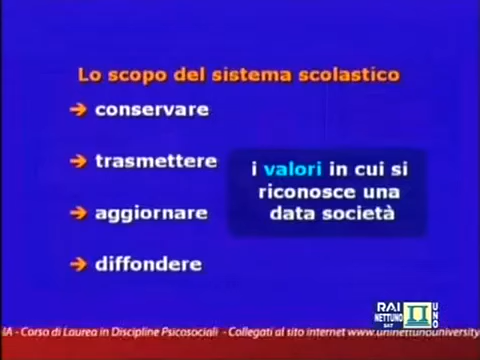 Lo scopo del sistema scolastico
➔ conservare
➔ trasmettere
➔ aggiornare
➔ diffondere
i valori in cui si
riconosce una
data società
RAI
NETTUNO
SAT
UNO
IA - Corso di Laurea in Discipline Psicosociali - Collegati al sito internet www.uninettunouniversity